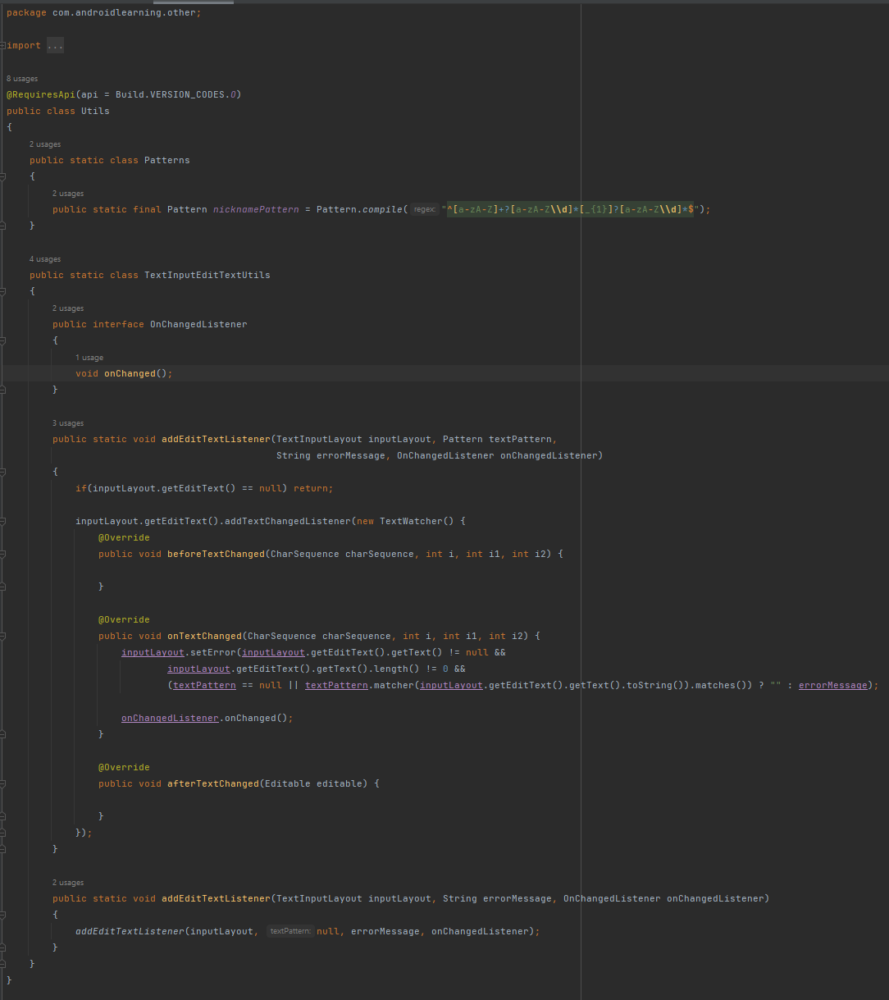 package com.androidlearning.other;
import ...
8 usages
@RequiresApi(api = Build.VERSION_CODES.O)
public class Utils
{
2 usages
public static class Patterns
{
2 usages
public static final Pattern nicknamePattern = Pattern.compile( regex: "^[a-zA-Z]+?[a-zA-Z\\d]*[_{1}]?[a-zA-Z\\d]*$");
}
4 usages
public static class TextInputEditTextUtils
{
2 usages
public interface OnChangedListener
{
1 usage
void onChanged();
}
3 usages
public static void addEditTextListener(TextInputLayout inputLayout, Pattern textPattern,
String errorMessage, OnChangedListener onChangedListener)
{
if(inputLayout.getEditText() == null) return;
inputLayout.getEditText().addTextChangedListener(new TextWatcher() {
@Override
public void beforeTextChanged(CharSequence charSequence, int i, int i1, int i2) {
}
@Override
public void onTextChanged(CharSequence charSequence, int i, int i1, int i2) {
inputLayout.setError(inputLayout.getEditText().getText() != null &&
inputLayout.getEditText().getText().length() != 0 &&
(textPattern == null || textPattern.matcher(inputLayout.getEditText().getText().toString()).matches()) ? "" : errorMessage);
onChangedListener.onChanged();
}
@Override
public void afterTextChanged(Editable editable) {
}
});
}
2 usages
public static void addEditTextListener(TextInputLayout inputLayout, String errorMessage, OnChangedListener onChangedListener)
{
addEditTextListener(inputLayout, textPattern: null, errorMessage, onChangedListener);
}
}
}